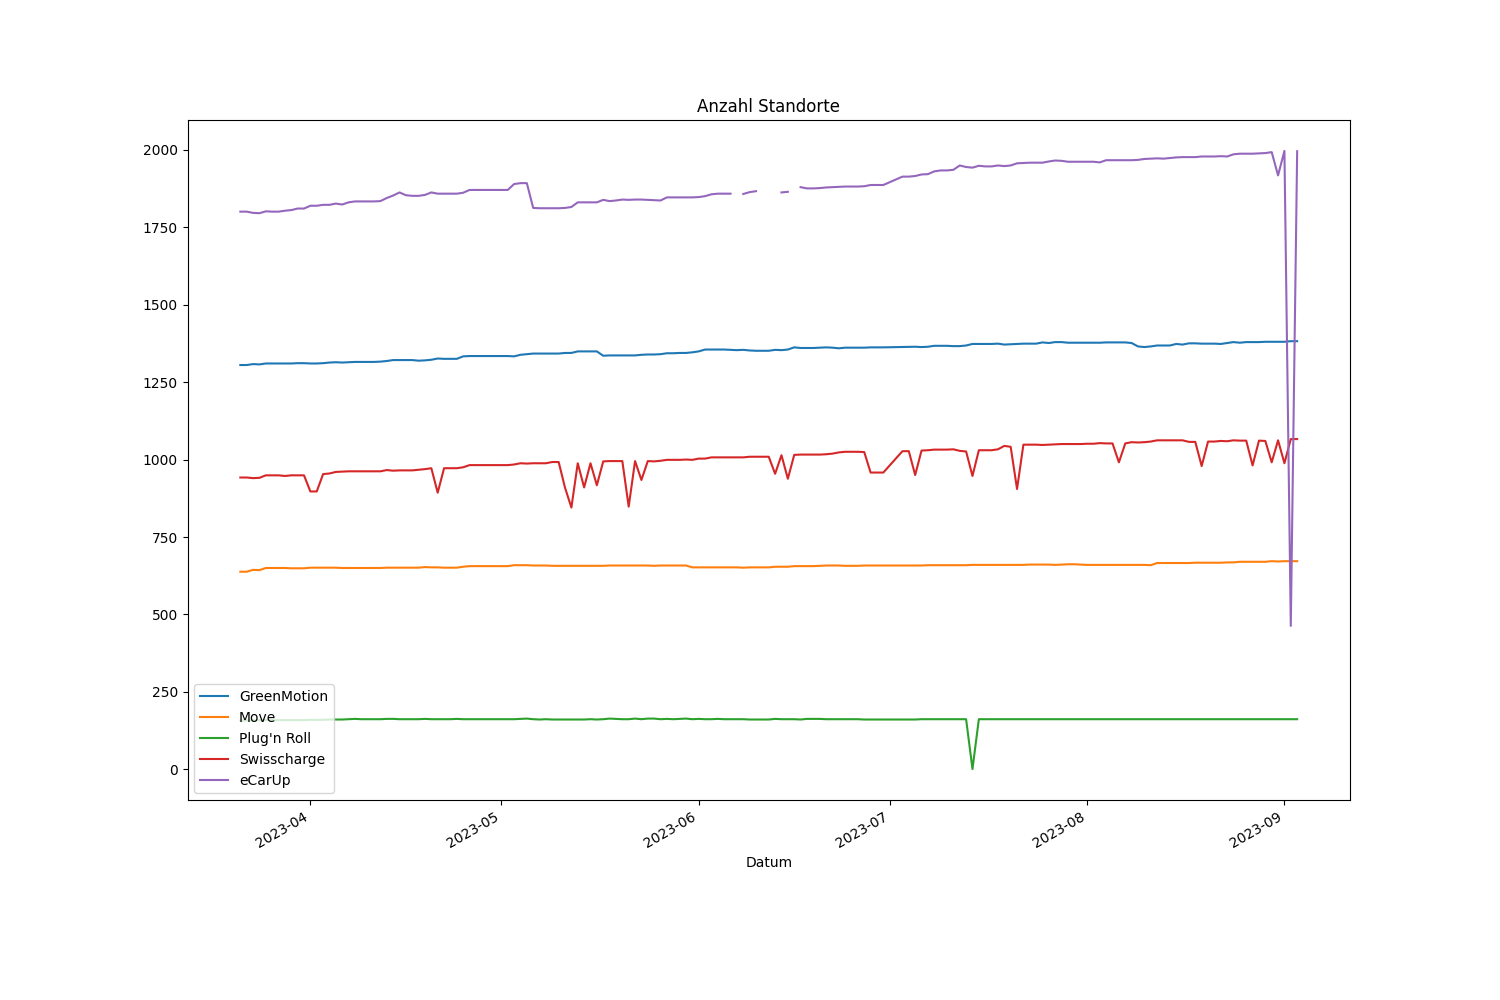 Anzahl Standorte
2000
1750
1500
1250
1000
750
500
250
0
GreenMotion
Move
Plug'n Roll
Swisscharge
eCarUp
2023-04
2023-05
2023-06
2023-07
2023-08
2023-09
Datum